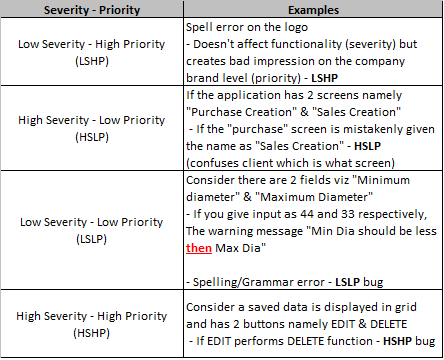 Severity - Priority
Examples
Low Severity - High Priority
(LSHP)
Spell error on the logo
- Doesn't affect functionality (severity) but
creates bad impression on the company
brand level (priority) - LSHP
High Severity - Low Priority
(HSLP)
If the application has 2 screens namely
"Purchase Creation" & "Sales Creation"
- If the "purchase" screen is mistakenly given
the name as "Sales Creation" - HSLP
(confuses client which is what screen)
Low Severity - Low Priority
(LSLP)
Consider there are 2 fields viz "Minimum
diameter" & "Maximum Diameter"
- If you give input as 44 and 33 respectively,
The warning message "Min Dia should be less
then Max Dia"
- Spelling/Grammar error - LSLP bug
High Severity - High Priority
(HSHP)
Consider a saved data is displayed in grid
and has 2 buttons namely EDIT & DELETE
- If EDIT performs DELETE function - HSHP bug